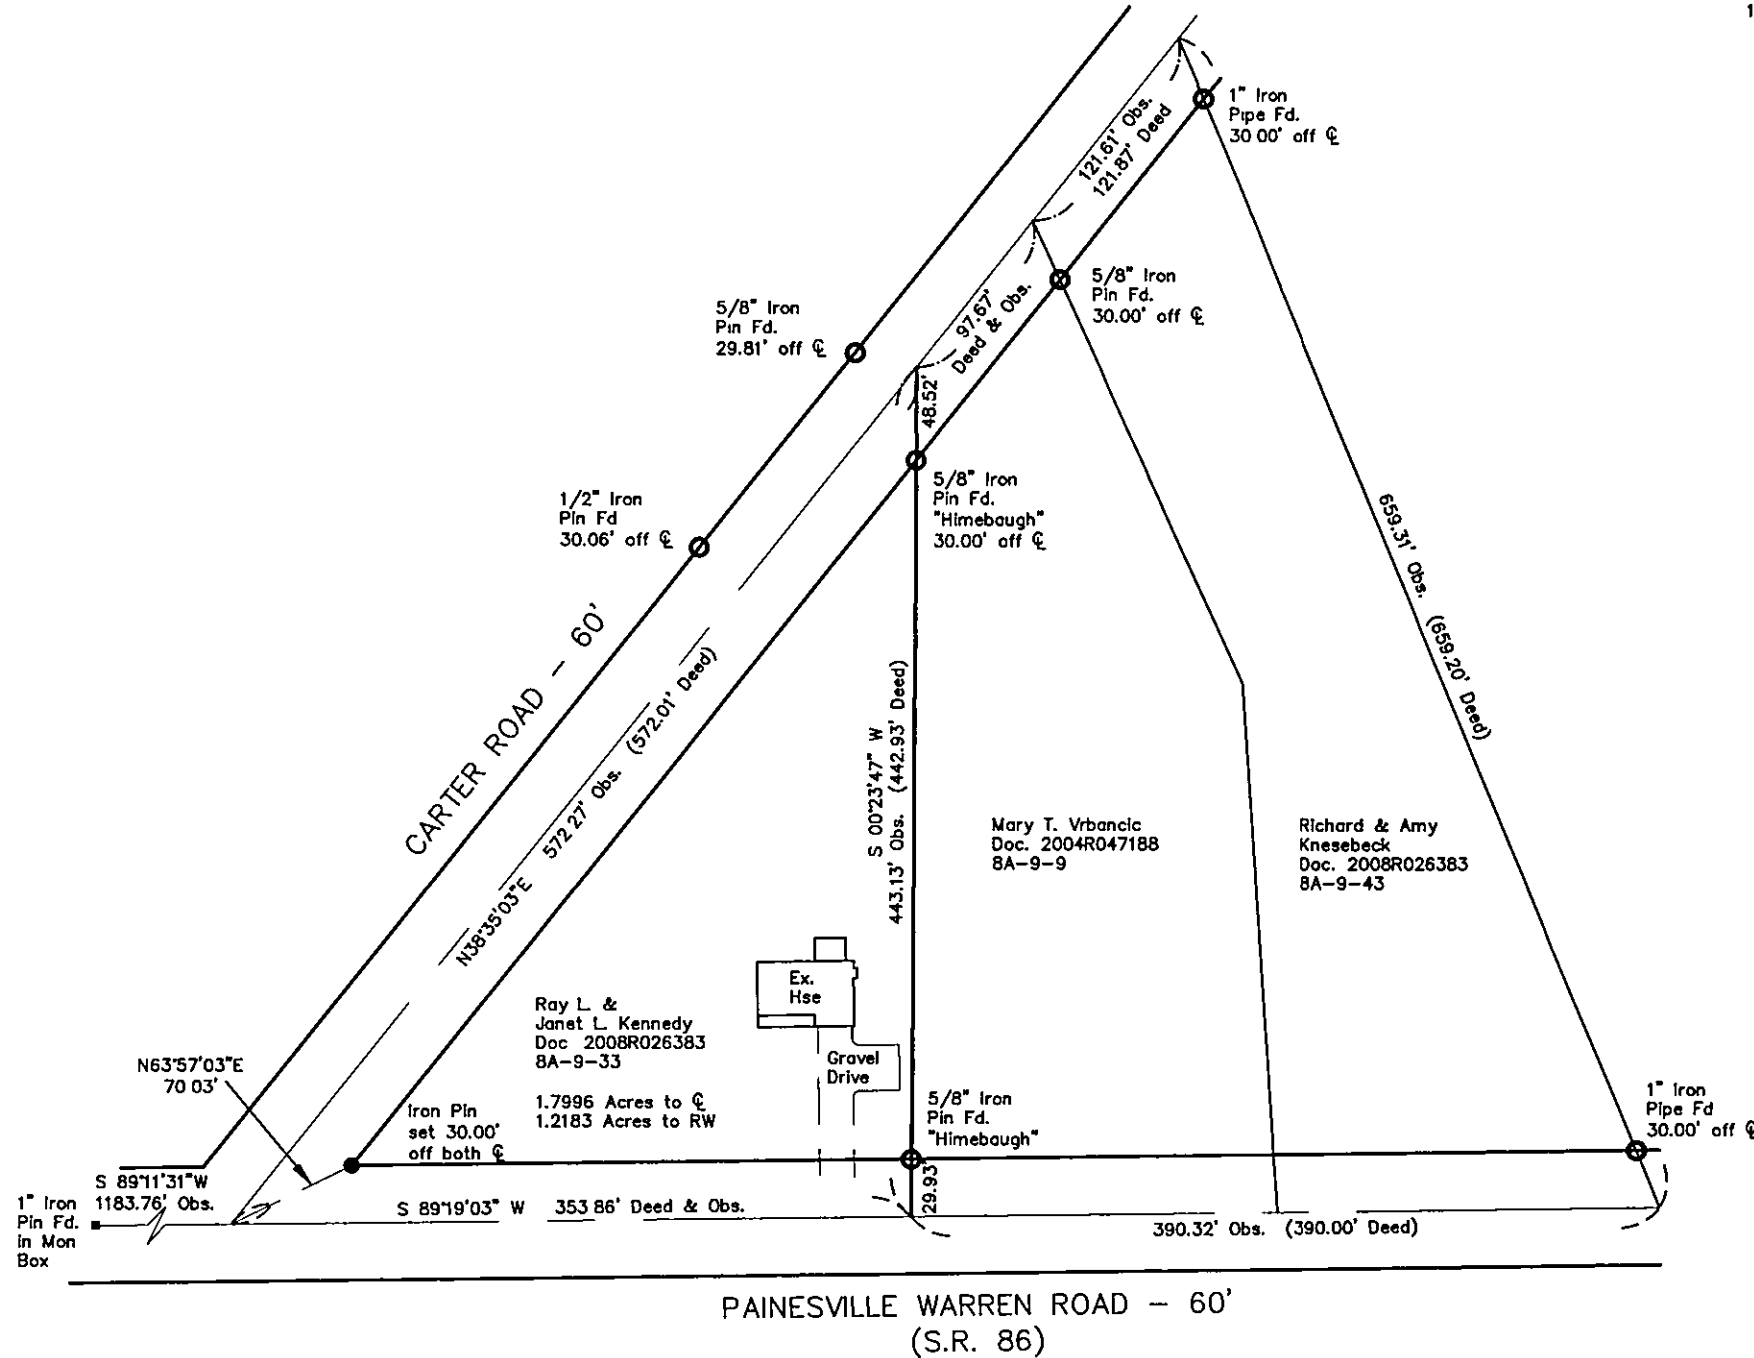 1
1" Iron
Pipe Fd.
30 00' off ℄
121.61' Obs.
121.87' Deed
5/8" Iron
Pin Fd.
30.00' off ℄
97.67'
Deed & Obs.
5/8" Iron
Pin Fd.
29.81' off ℄
48.52'
5/8" Iron
Pin Fd.
"Himebaugh"
30.00' off ℄
1/2" Iron
Pin Fd
30.06' off ℄
659.31' Obs. (659.20' Deed)
CARTER ROAD – 60'
N38°35'03"E 572 27' Obs. (572.01' Deed)
S 00°23'47" W
443.13' Obs. (442.93' Deed)
Mary T. Vrbancic
Doc. 2004R047188
8A-9-9
Richard & Amy
Knesebeck
Doc. 2008R026383
8A-9-43
Ex.
Hse
Ray L. &
Janet L. Kennedy
Doc 2008R026383
8A-9-33
1.7996 Acres to ℄
1.2183 Acres to RW
Gravel
Drive
N63°57'03"E
70 03'
Iron Pin
set 30.00'
off both ℄
5/8" Iron
Pin Fd.
"Himebaugh"
1" Iron
Pipe Fd
30.00' off ℄
S 89°11'31"W
1183.76' Obs.
1" Iron
Pin Fd.
In Mon
Box
S 89°19'03" W 353 86' Deed & Obs.
29.93'
390.32' Obs. (390.00' Deed)
PAINESVILLE WARREN ROAD – 60'
(S.R. 86)